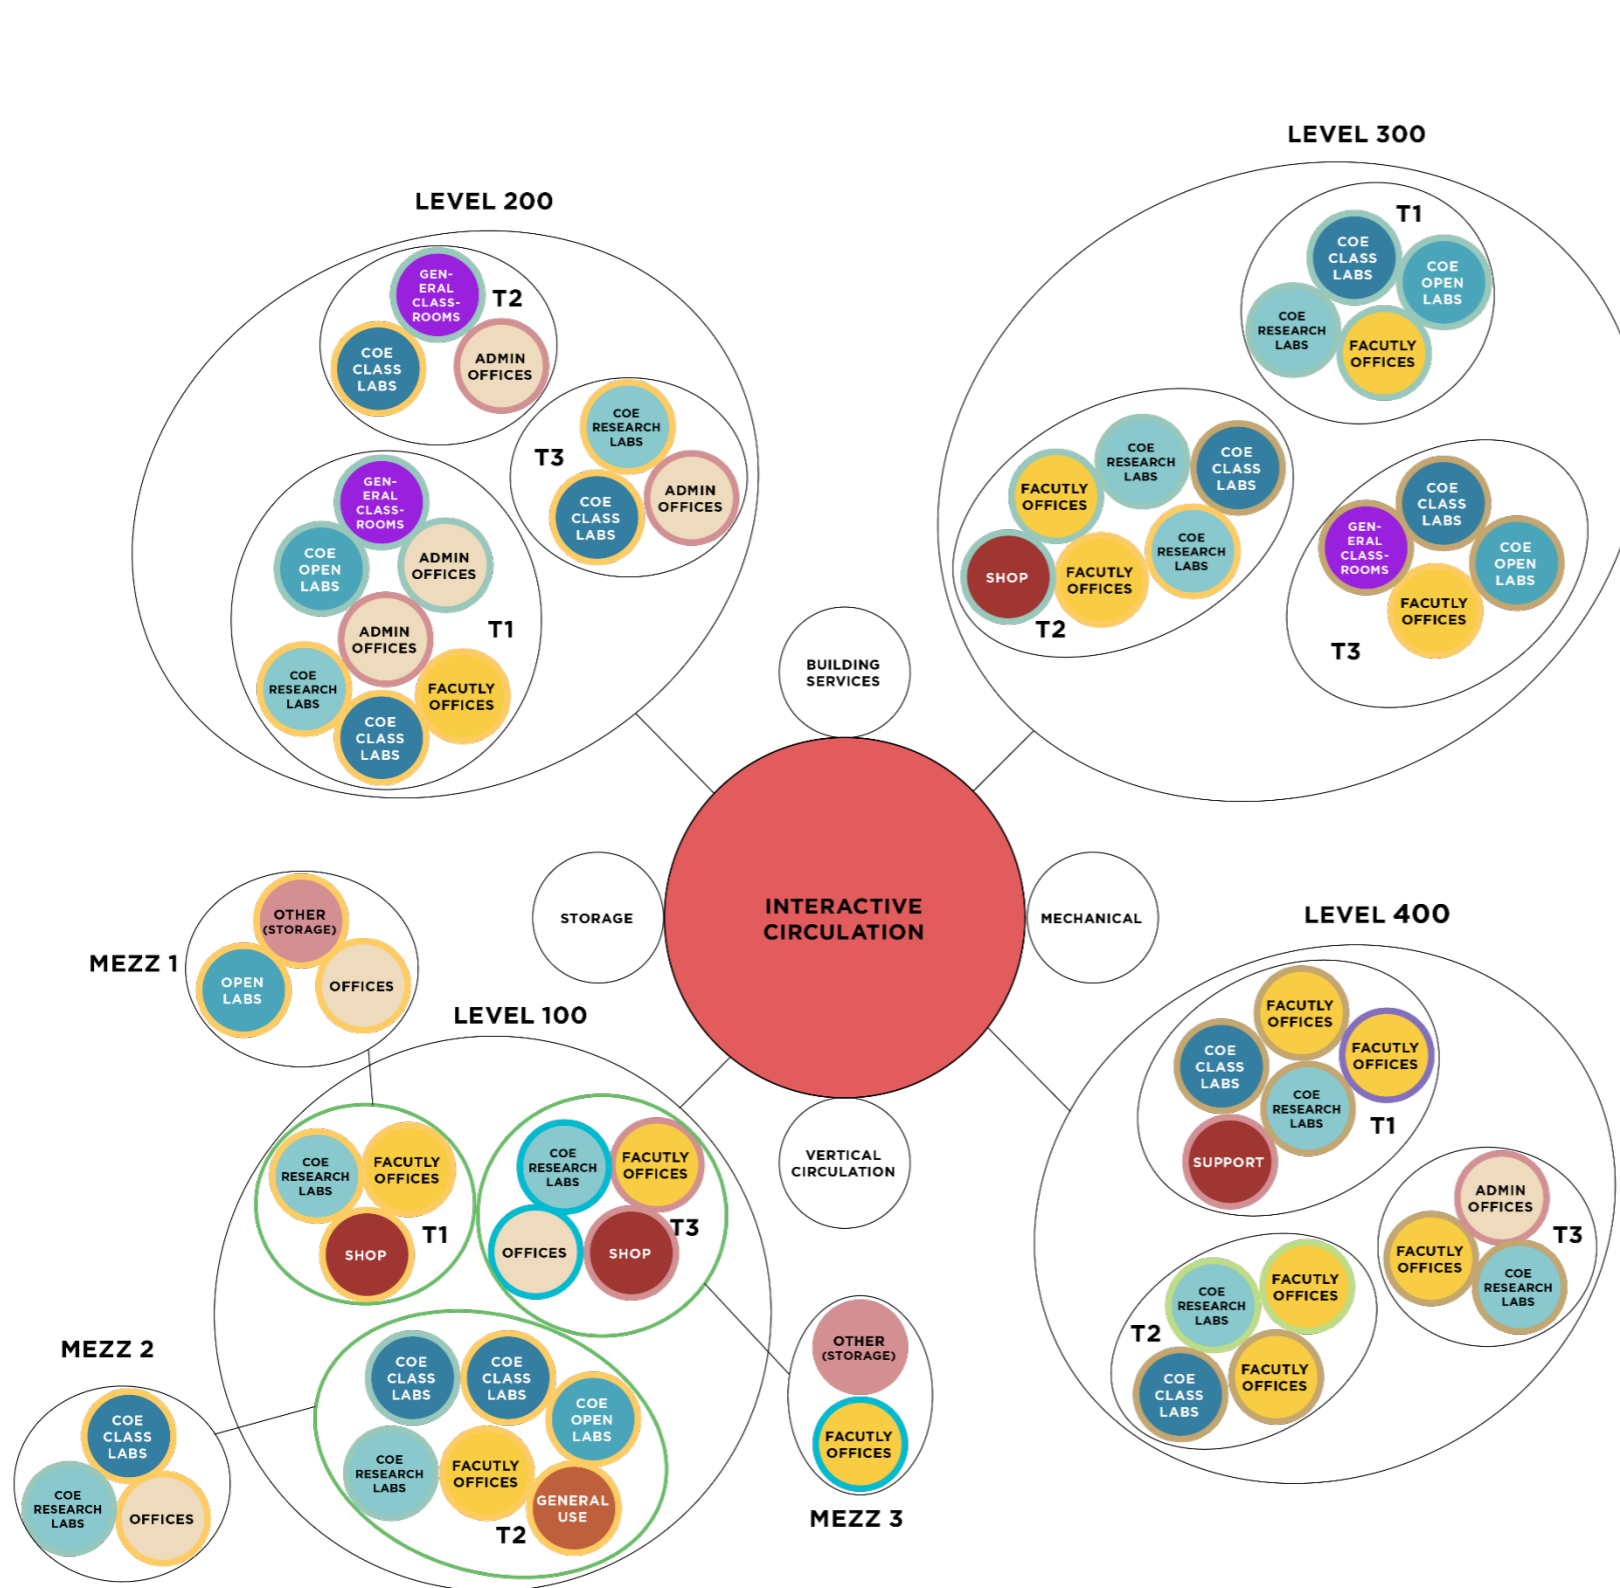 LEVEL 300
LEVEL 200
T1
COE
CLASS
LABS
COE
OPEN
LABS
COE
RESEARCH
LABS
FACUTLY
OFFICES
GEN-
ERAL
CLASS-
ROOMS
T2
COE
CLASS
LABS
ADMIN
OFFICES
COE
RESEARCH
LABS
T3
ADMIN
OFFICES
COE
CLASS
LABS
GEN-
ERAL
CLASS-
ROOMS
COE
OPEN
LABS
ADMIN
OFFICES
ADMIN
OFFICES
T1
COE
RESEARCH
LABS
FACUTLY
OFFICES
COE
CLASS
LABS
COE
RESEARCH
LABS
COE
CLASS
LABS
FACUTLY
OFFICES
COE
RESEARCH
LABS
SHOP
FACUTLY
OFFICES
T2
COE
CLASS
LABS
GEN-
ERAL
CLASS-
ROOMS
COE
OPEN
LABS
FACUTLY
OFFICES
T3
BUILDING
SERVICES
STORAGE
INTERACTIVE
CIRCULATION
MECHANICAL
VERTICAL
CIRCULATION
MEZZ 1
OTHER
(STORAGE)
OPEN
LABS
OFFICES
LEVEL 100
COE
RESEARCH
LABS
FACUTLY
OFFICES
SHOP
T1
COE
RESEARCH
LABS
FACUTLY
OFFICES
OFFICES
SHOP
T3
COE
CLASS
LABS
COE
CLASS
LABS
COE
OPEN
LABS
COE
RESEARCH
LABS
FACUTLY
OFFICES
GENERAL
USE
T2
MEZZ 2
COE
CLASS
LABS
COE
RESEARCH
LABS
OFFICES
OTHER
(STORAGE)
FACUTLY
OFFICES
MEZZ 3
LEVEL 400
FACUTLY
OFFICES
FACUTLY
OFFICES
COE
CLASS
LABS
COE
RESEARCH
LABS
T1
SUPPORT
ADMIN
OFFICES
T3
FACUTLY
OFFICES
COE
RESEARCH
LABS
COE
RESEARCH
LABS
FACUTLY
OFFICES
T2
COE
CLASS
LABS
FACUTLY
OFFICES